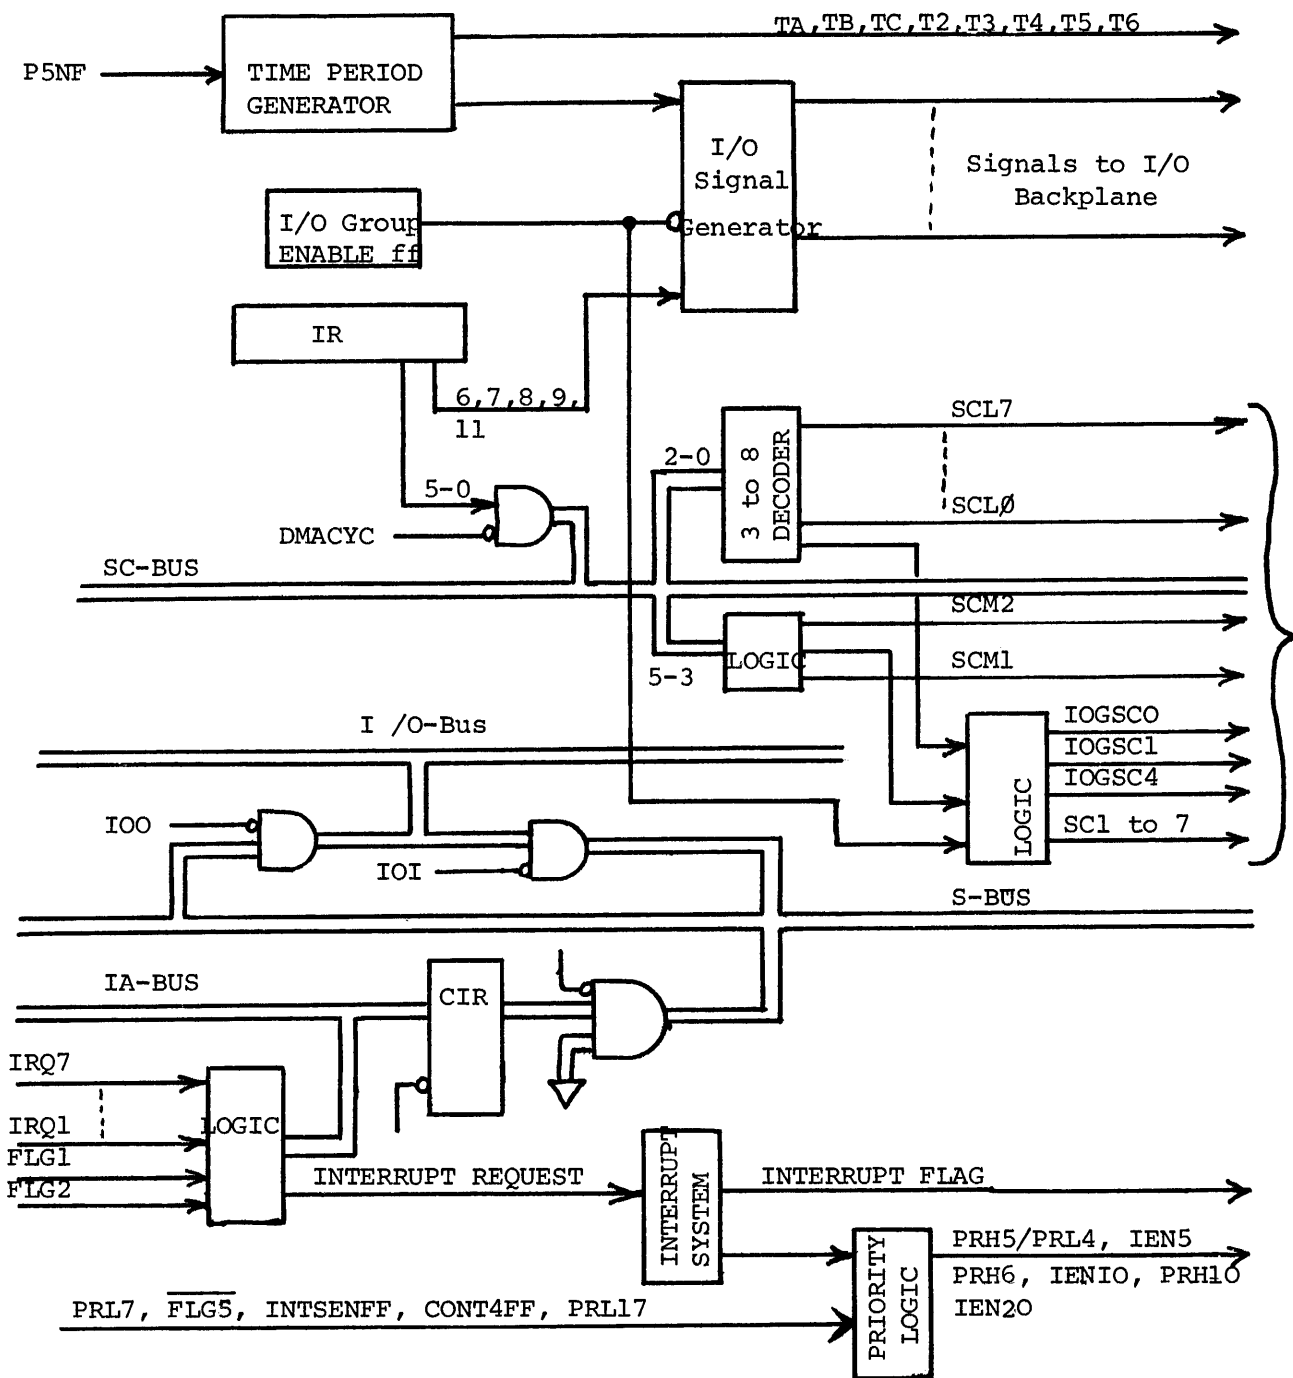 TA,TB,TC,T2,T3,T4,T5,T6
P5NF
TIME PERIOD
GENERATOR
I/O
Signal
Generator
Signals to I/O
Backplane
I/O Group
ENABLE ff
IR
6,7,8,9,
11
5-0
DMACYC
2-0
3 to 8
DECODER
SCL7
SCLØ
SC-BUS
SCM2
LOGIC
SCM1
5-3
I /O-Bus
IOGSC0
IOGSC1
IOGSC4
SC1 to 7
LOGIC
IOO
IOI
S-BUS
IA-BUS
CIR
IRQ7
IRQ1
FLG1
FLG2
LOGIC
INTERRUPT REQUEST
INTERRUPT
SYSTEM
INTERRUPT FLAG
PRIORITY
LOGIC
PRH5/PRL4, IEN5
PRH6, IEN10, PRH10
IEN20
PRL7, FLG5, INTSENFF, CONT4FF, PRL17